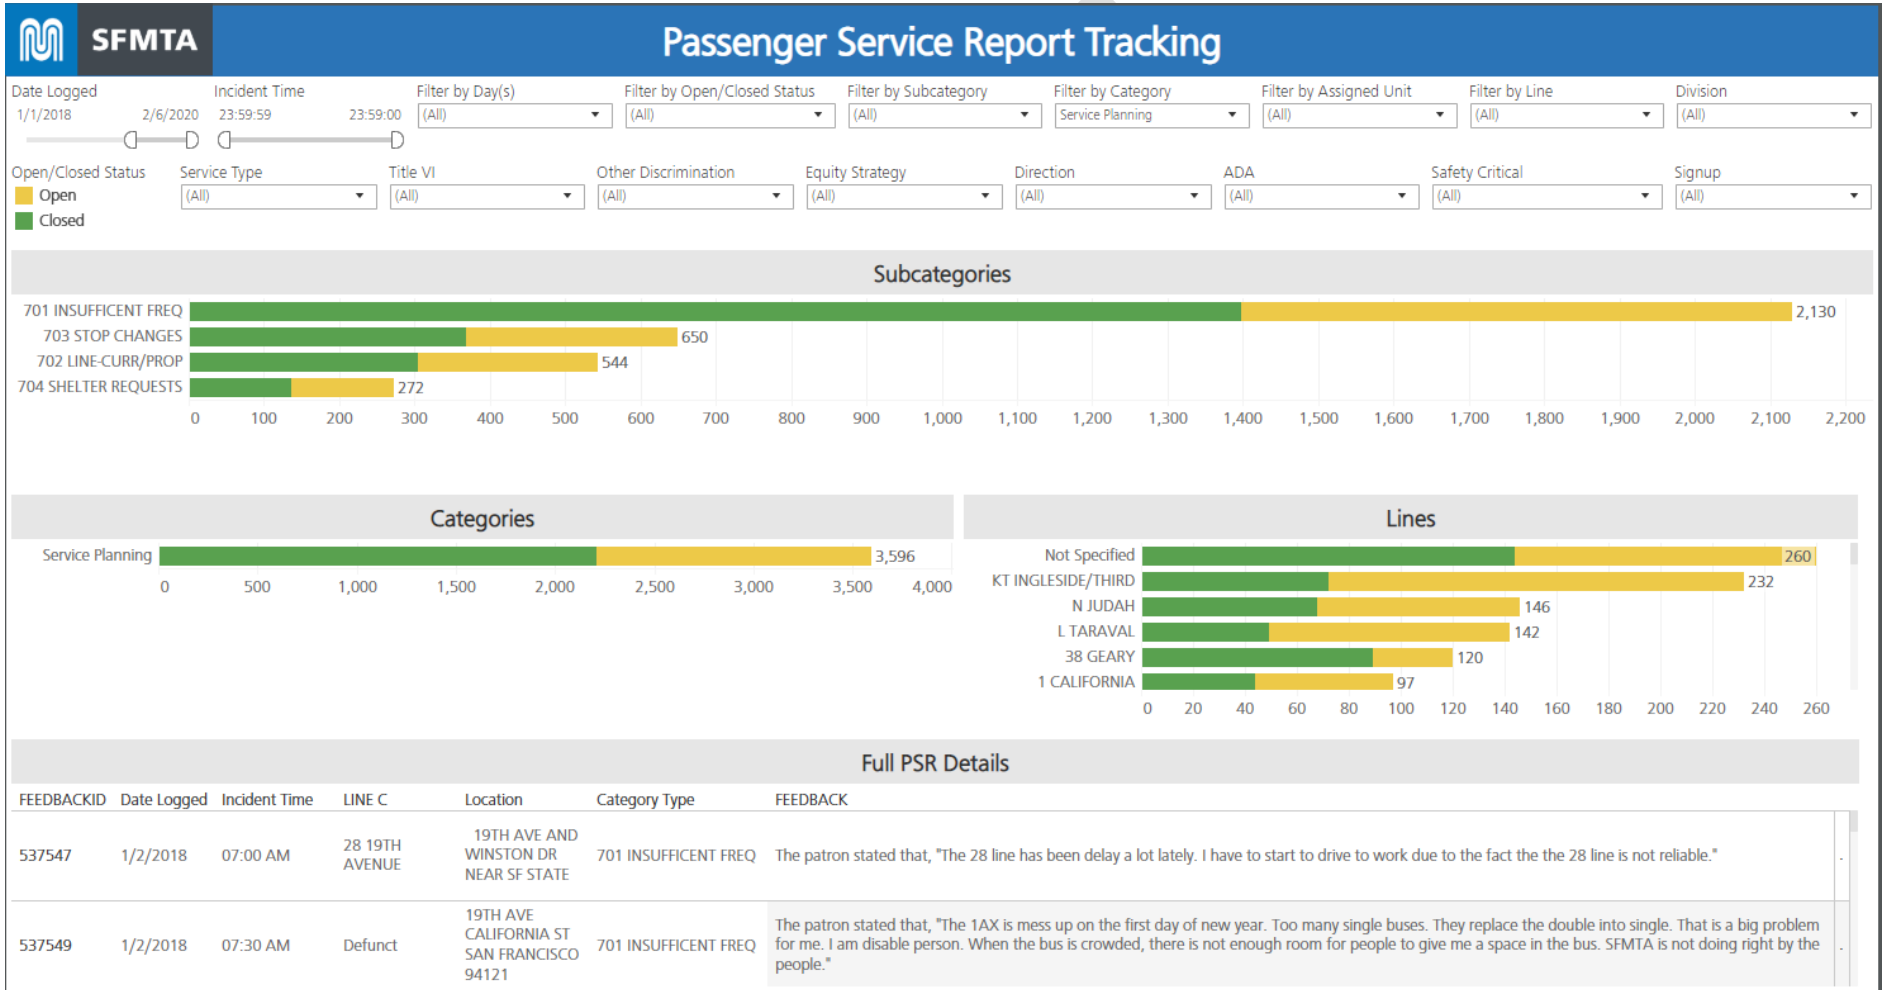 SFMTA
Passenger Service Report Tracking
Date Logged
1/1/2018 2/6/2020
Incident Time
23:59:59 23:59:00
Filter by Day(s)
(All)
Filter by Open/Closed Status
(All)
Filter by Subcategory
(All)
Filter by Category
Service Planning
Filter by Assigned Unit
(All)
Filter by Line
(All)
Division
(All)
Open/Closed Status
Open
Closed
Service Type
(All)
Title VI
(All)
Other Discrimination
(All)
Equity Strategy
(All)
Direction
(All)
ADA
(All)
Safety Critical
(All)
Signup
(All)
Subcategories
701 INSUFFICENT FREQ 2,130
703 STOP CHANGES 650
702 LINE-CURR/PROP 544
704 SHELTER REQUESTS 272
0 100 200 300 400 500 600 700 800 900 1,000 1,100 1,200 1,300 1,400 1,500 1,600 1,700 1,800 1,900 2,000 2,100 2,200
Categories
Service Planning 3,596
0 500 1,000 1,500 2,000 2,500 3,000 3,500 4,000
Lines
Not Specified 260
KT INGLESIDE/THIRD 232
N JUDAH 146
L TARAVAL 142
38 GEARY 120
1 CALIFORNIA 97
0 20 40 60 80 100 120 140 160 180 200 220 240 260
Full PSR Details
FEEDBACKID Date Logged Incident Time LINE C Location Category Type FEEDBACK
537547 1/2/2018 07:00 AM
28 19TH
AVENUE
19TH AVE AND
WINSTON DR
NEAR SF STATE
701 INSUFFICENT FREQ
The patron stated that, "The 28 line has been delay a lot lately. I have to start to drive to work due to the fact the the 28 line is not reliable."
537549 1/2/2018 07:30 AM Defunct
19TH AVE
CALIFORNIA ST
SAN FRANCISCO
94121
701 INSUFFICENT FREQ
The patron stated that, "The 1AX is mess up on the first day of new year. Too many single buses. They replace the double into single. That is a big problem
for me. I am disable person. When the bus is crowded, there is not enough room for people to give me a space in the bus. SFMTA is not doing right by the
people."